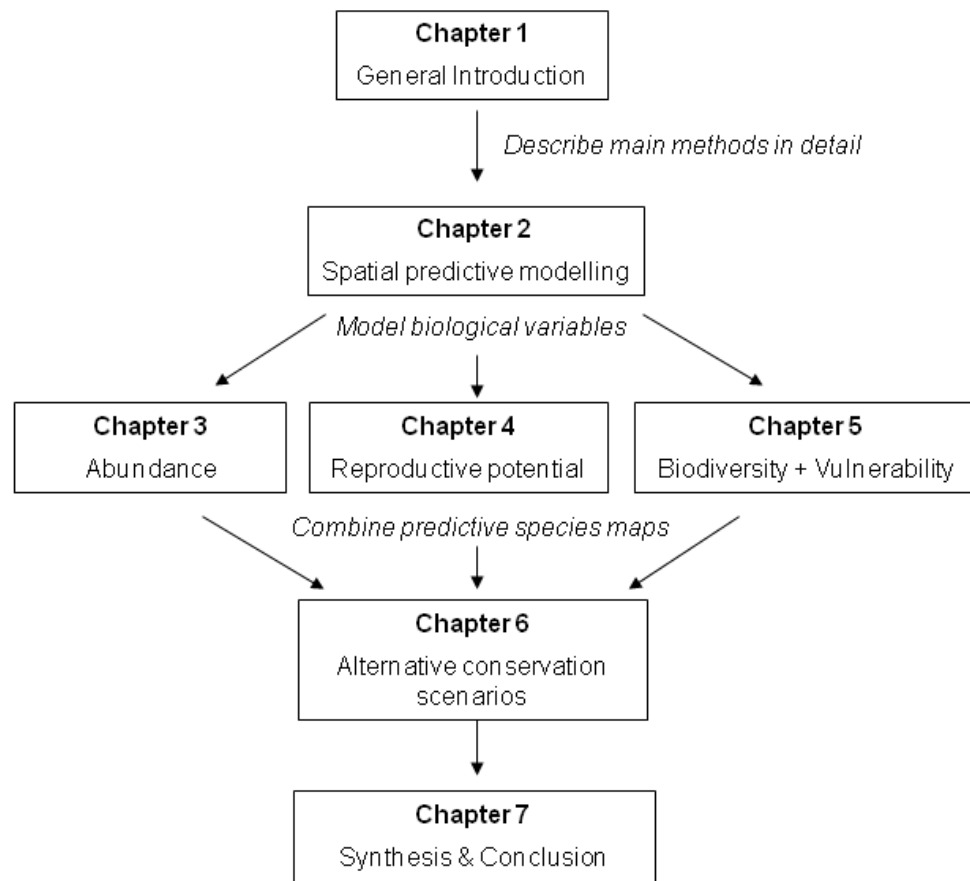 Chapter 1
General Introduction
Describe main methods in detail
Chapter 2
Spatial predictive modelling
Model biological variables
Chapter 3
Abundance
Chapter 4
Reproductive potential
Chapter 5
Biodiversity + Vulnerability
Combine predictive species maps
Chapter 6
Alternative conservation
scenarios
Chapter 7
Synthesis & Conclusion